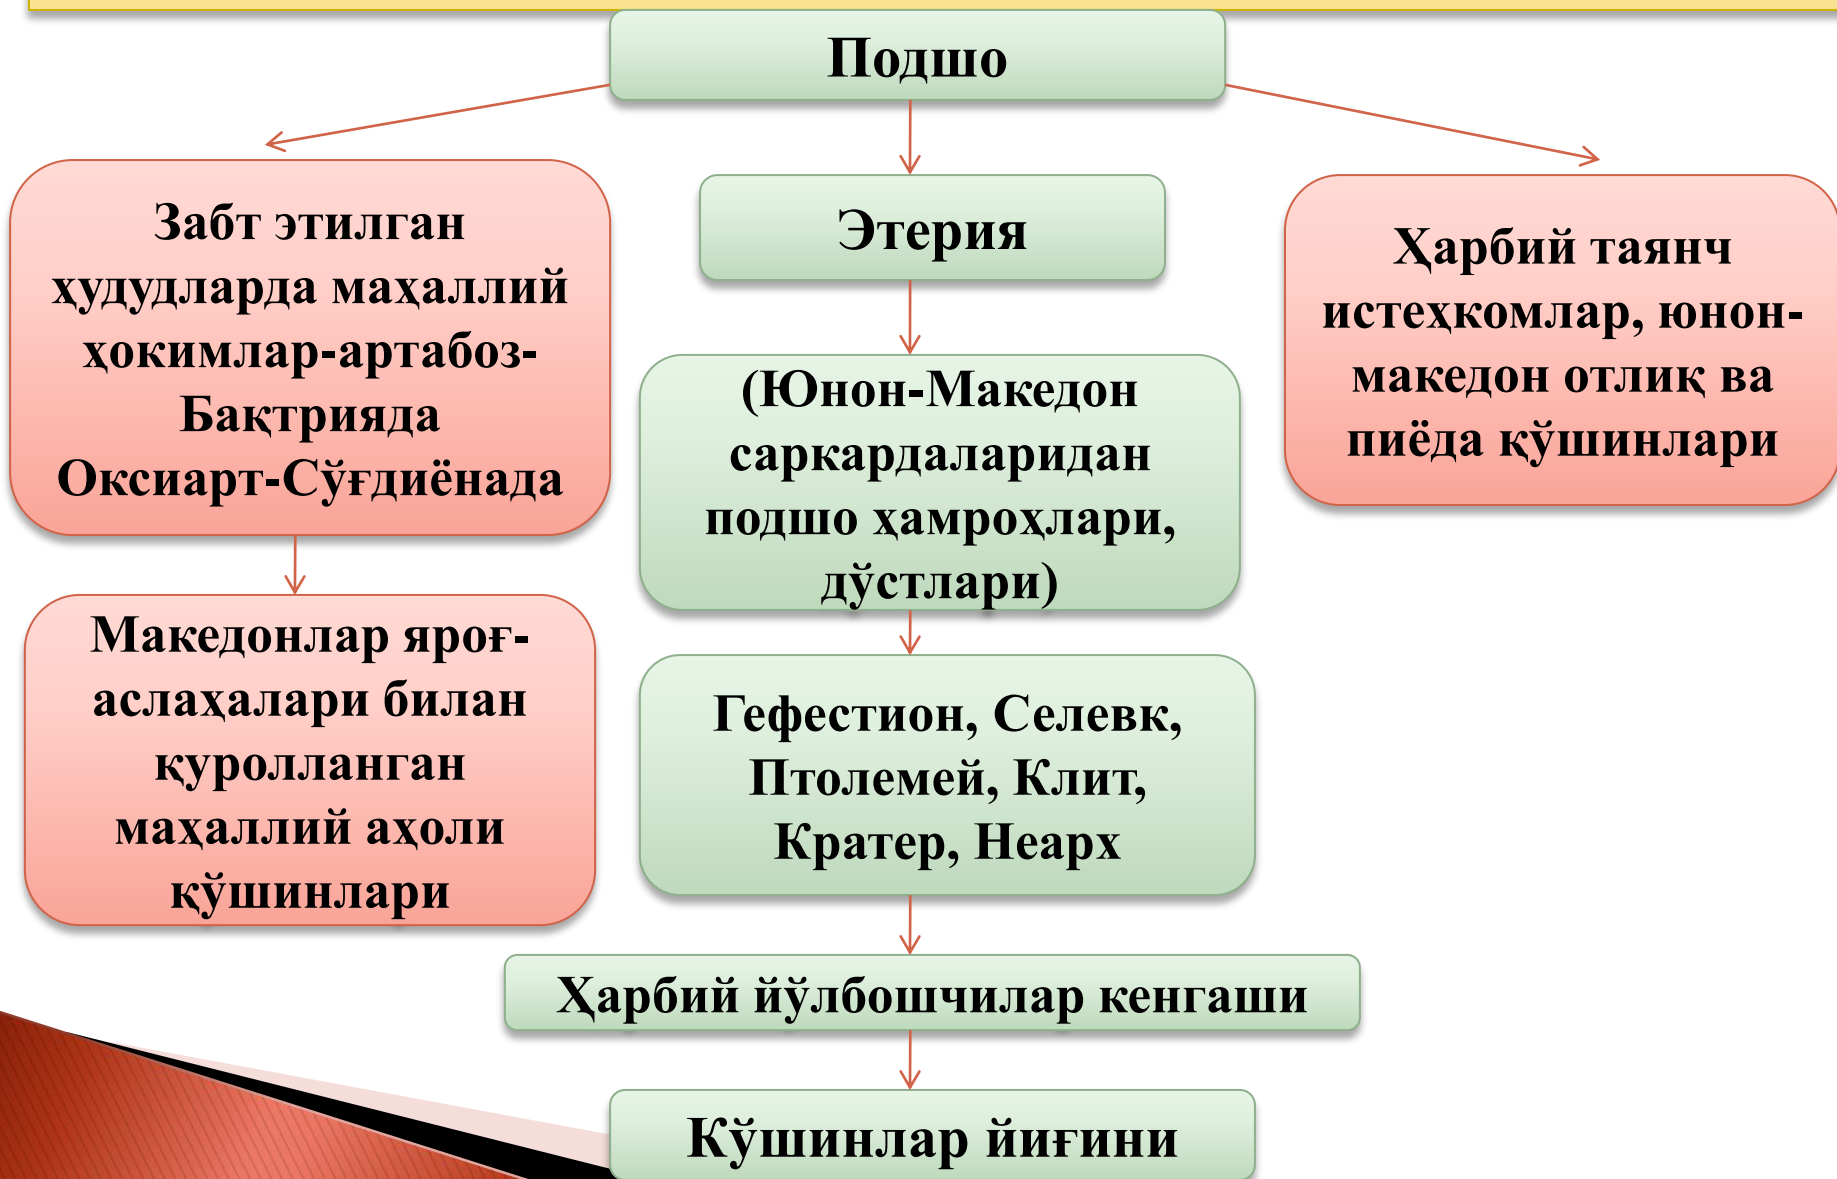 Подшо
Забт этилган
ҳудудларда маҳаллий
ҳокимлар-артабоз-
Бақтрияда
Оксиарт-Сўғдиёнада
Этерия
Ҳарбий таянч
истеҳкомлар, юнон-
македон отлиқ ва
пиёда қўшинлари
(Юнон-Македон
саркардаларидан
подшо ҳамроҳлари,
дўстлари)
Македонлар яроғ-
аслаҳалари билан
қуролланган
маҳаллий аҳоли
қўшинлари
Гефестион, Селевк,
Птолемей, Клит,
Кратер, Неарх
Ҳарбий йўлбошчилар кенгаши
Кўшинлар йиғини